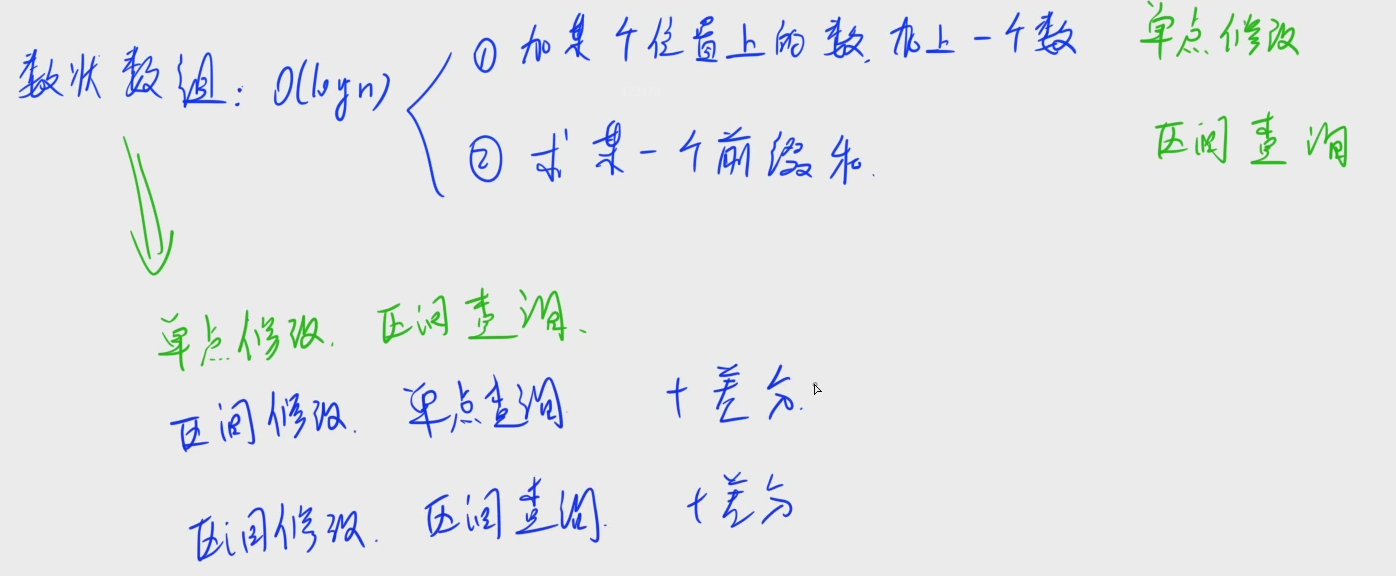 数状数组: O(logn)
① 加某个位置上的数,加上一个数 单点修改
② 求某一个前缀和. 区间查询
单点修改. 区间查询、
区间修改. 单点查询 + 差分.
区间修改. 区间查询. + 差分